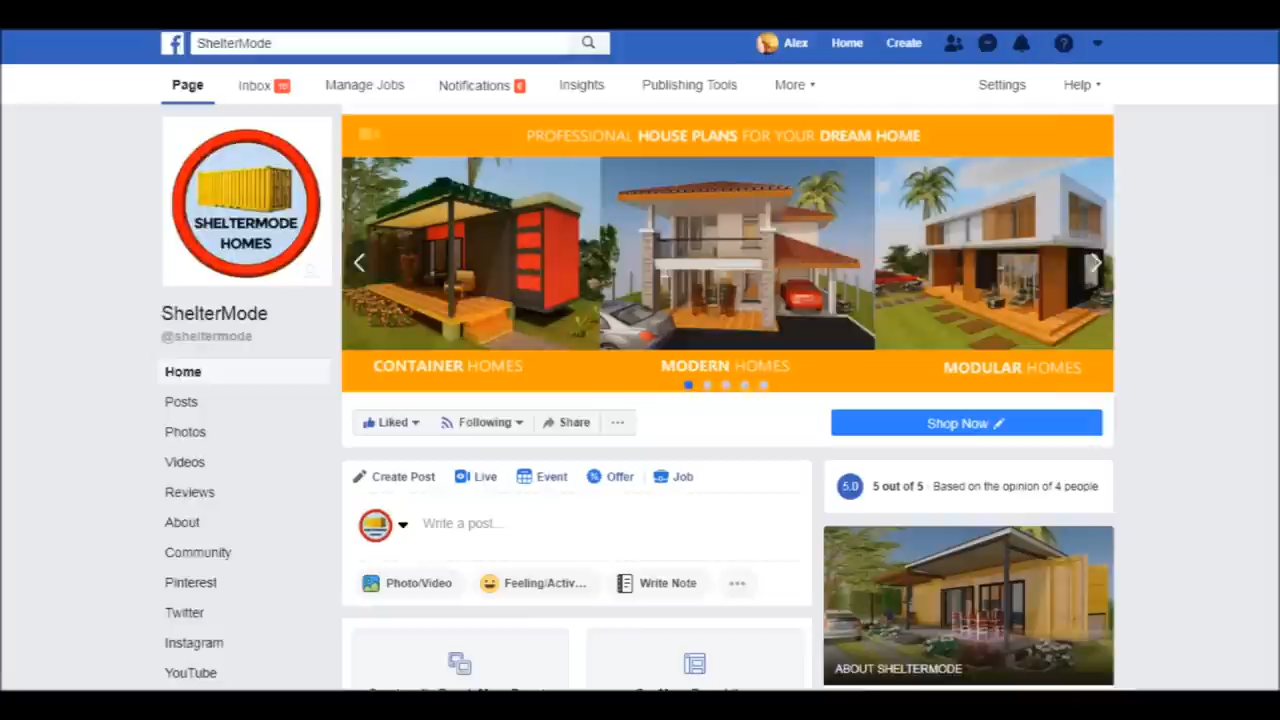 ShelterMode
Alex Home Create
Page Inbox Manage Jobs Notifications 6 Insights Publishing Tools More Settings Help
SHELTERMODE
HOMES
PROFESSIONAL HOUSE PLANS FOR YOUR DREAM HOME
CONTAINER HOMES MODERN HOMES MODULAR HOMES
ShelterMode
@sheltermode
Home
Posts
Photos
Videos
Reviews
About
Community
Pinterest
Twitter
Instagram
YouTube
Liked Following Share ... Shop Now
Create Post Live Event Offer Job
Write a post...
Photo/Video Feeling/Activ... Write Note ...
5.0 5 out of 5 · Based on the opinion of 4 people
ABOUT SHELTERMODE